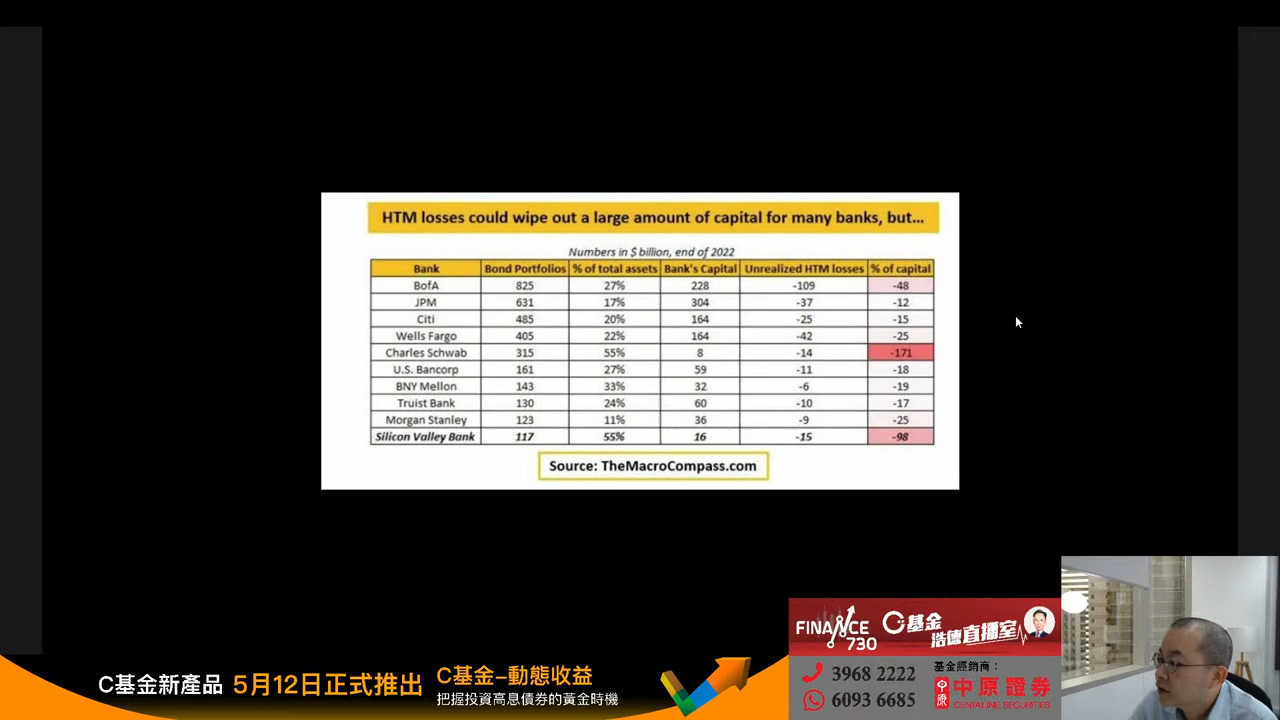 HTM losses could wipe out a large amount of capital for many banks, but...
Numbers in $ billion, end of 2022
Bank Bond Portfolios % of total assets Bank's Capital Unrealized HTM losses % of capital
BofA 825 27% 228 -109 -48
JPM 631 17% 304 -37 -12
Citi 485 20% 164 -25 -15
Wells Fargo 405 22% 164 -42 -25
Charles Schwab 315 55% 8 -14 -171
U.S. Bancorp 161 27% 59 -11 -18
BNY Mellon 143 33% 32 -6 -19
Truist Bank 130 24% 60 -10 -17
Morgan Stanley 123 11% 36 -9 -25
Silicon Valley Bank 117 55% 16 -15 -98
Source: TheMacroCompass.com
C基金新產品 5月12日正式推出
C基金-動態收益
把握投資高息債券的黃金時機
FINANCE
730
C基金
浩德直播室
3968 2222
6093 6685
基金經銷商：
中原
中原證券
CENTALINE SECURITIES